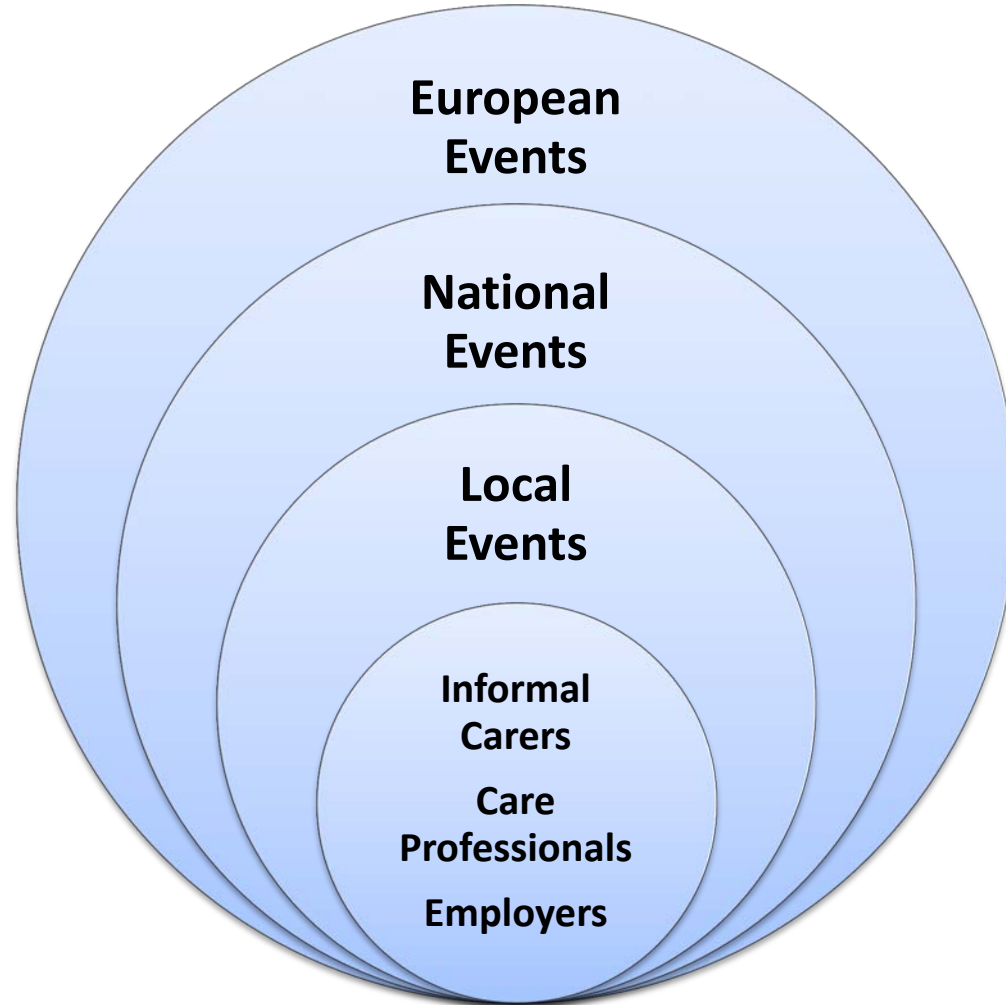 European
Events
National
Events
Local
Events
Informal
Carers
Care
Professionals
Employers